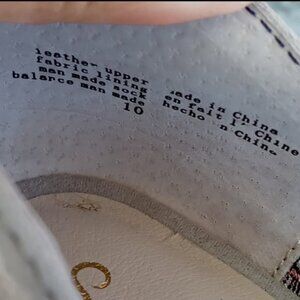 leather upper
fabric lining
man made sock
balance man made
10
made in China
en fait in Chine
hecho en China